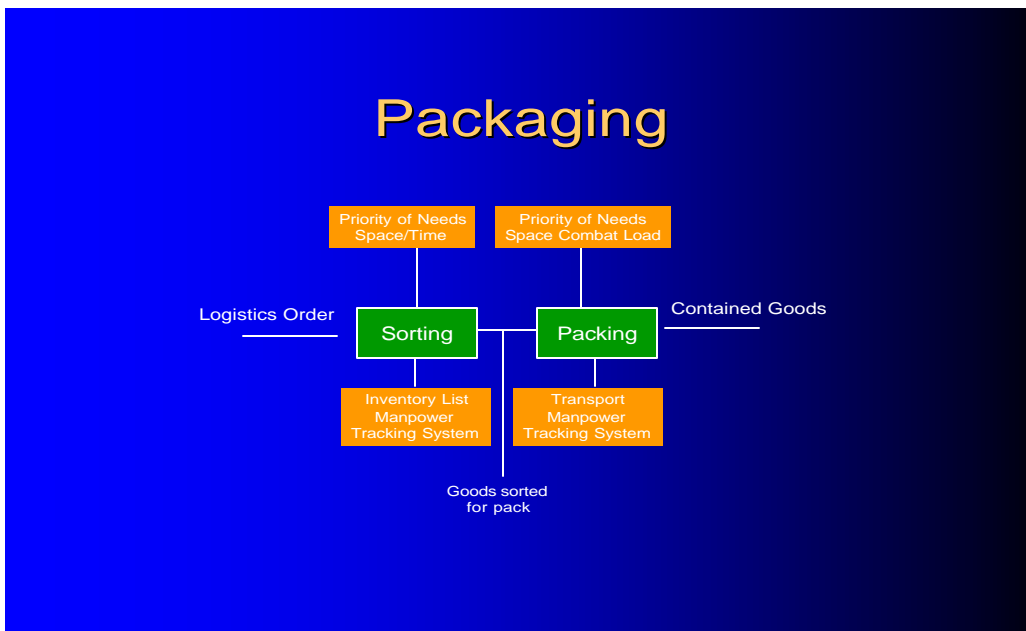 Packaging
Priority of Needs
Space/Time
Priority of Needs
Space Combat Load
Logistics Order
Sorting
Packing
Contained Goods
Inventory List
Manpower
Tracking System
Transport
Manpower
Tracking System
Goods sorted
for pack